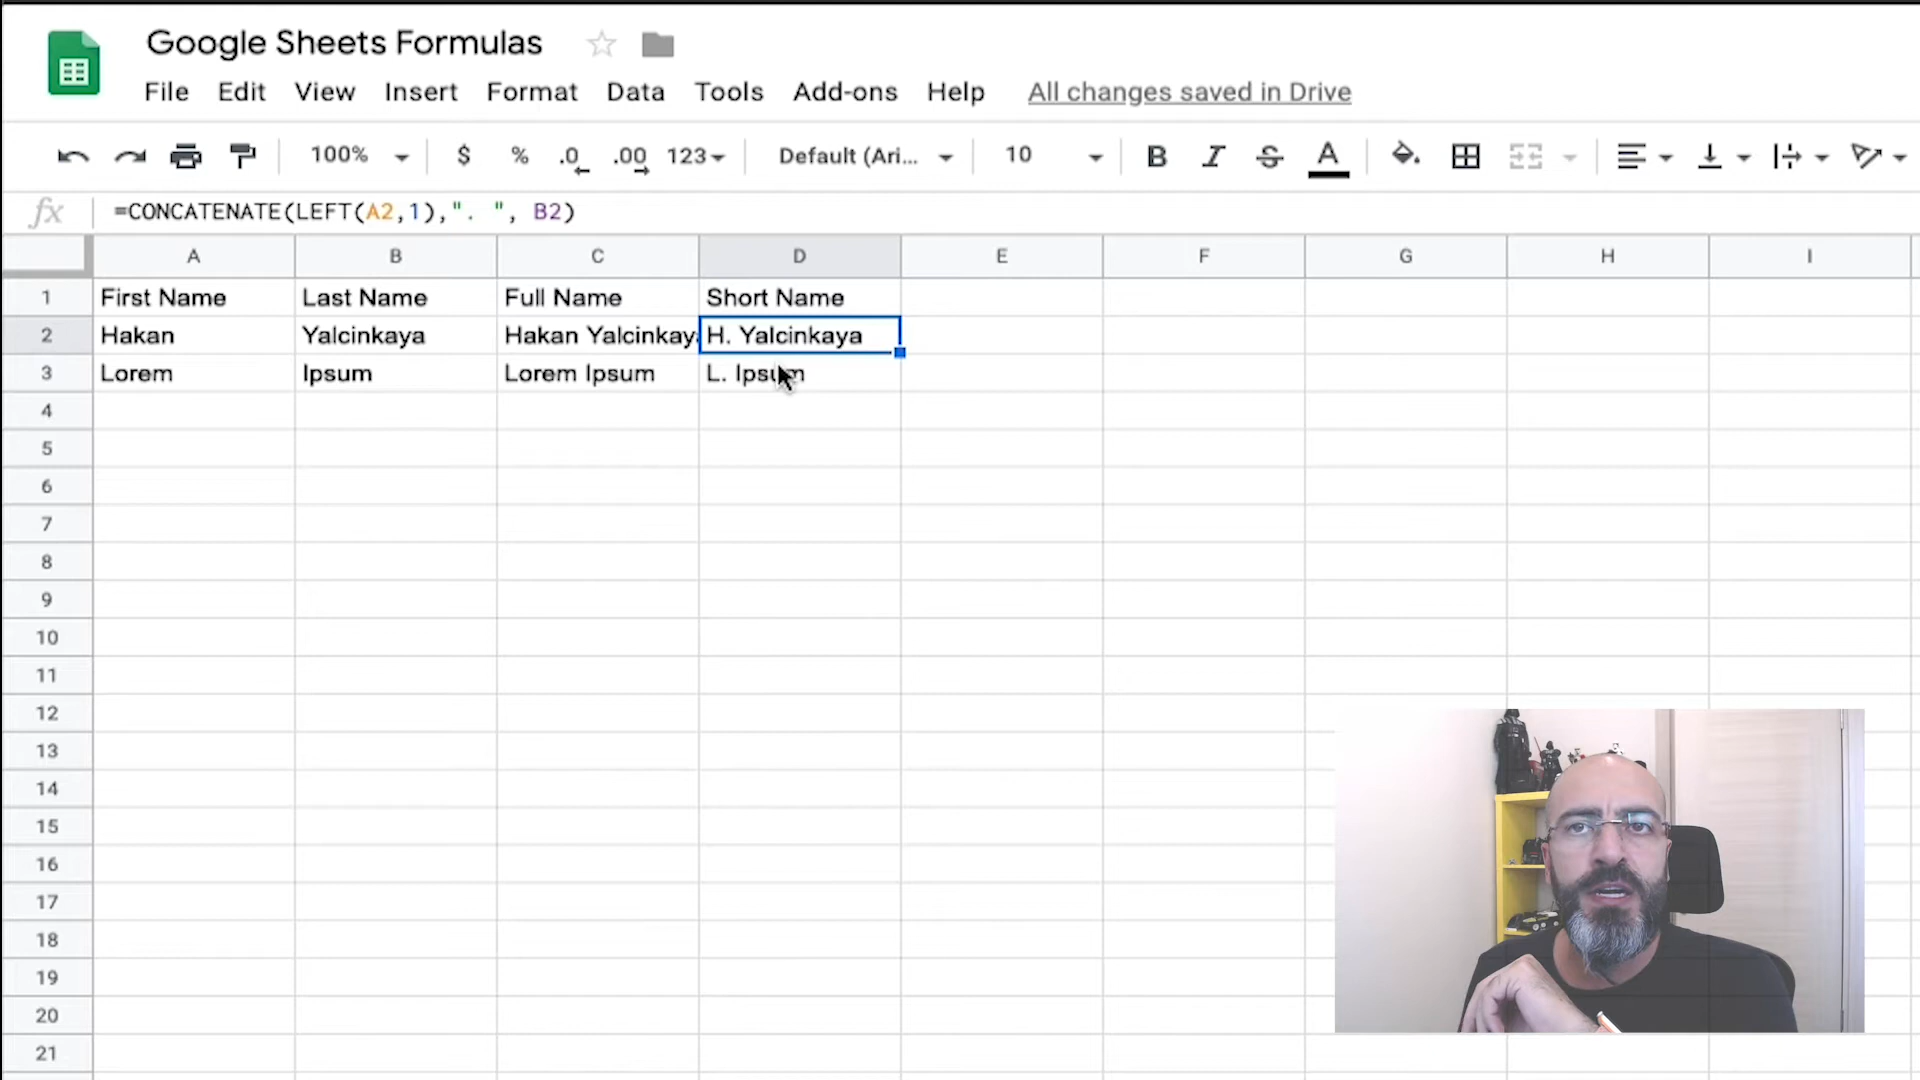 Google Sheets Formulas
File Edit View Insert Format Data Tools Add-ons Help All changes saved in Drive
100% $ % .0 .00 123 Default (Ari... 10 B I S A
fx =CONCATENATE(LEFT(A2,1),". ", B2)
A B C D E F G H I
1 First Name Last Name Full Name Short Name
2 Hakan Yalcinkaya Hakan Yalcinkay H. Yalcinkaya
3 Lorem Ipsum Lorem Ipsum L. Ipsum
4
5
6
7
8
9
10
11
12
13
14
15
16
17
18
19
20
21